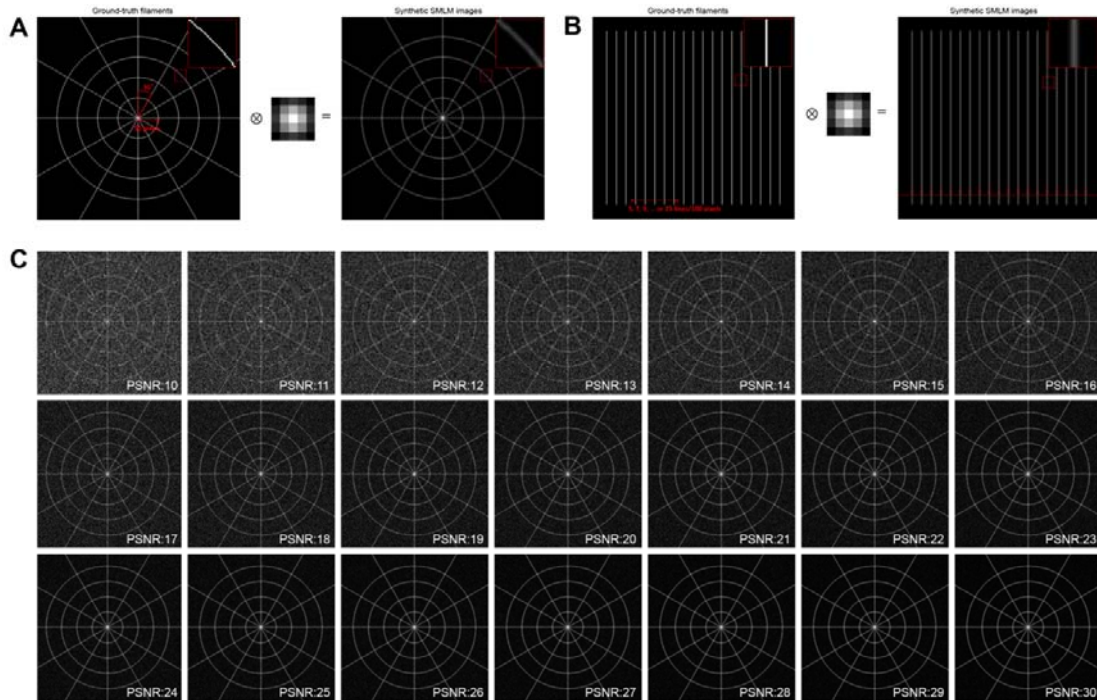 Ground-truth filaments
Synthetic SMLM images
Ground-truth filaments
Synthetic SMLM images
A
B
⊗
=
⊗
=
C
PSNR:10
PSNR:11
PSNR:12
PSNR:13
PSNR:14
PSNR:15
PSNR:16
PSNR:17
PSNR:18
PSNR:19
PSNR:20
PSNR:21
PSNR:22
PSNR:23
PSNR:24
PSNR:25
PSNR:26
PSNR:27
PSNR:28
PSNR:29
PSNR:30